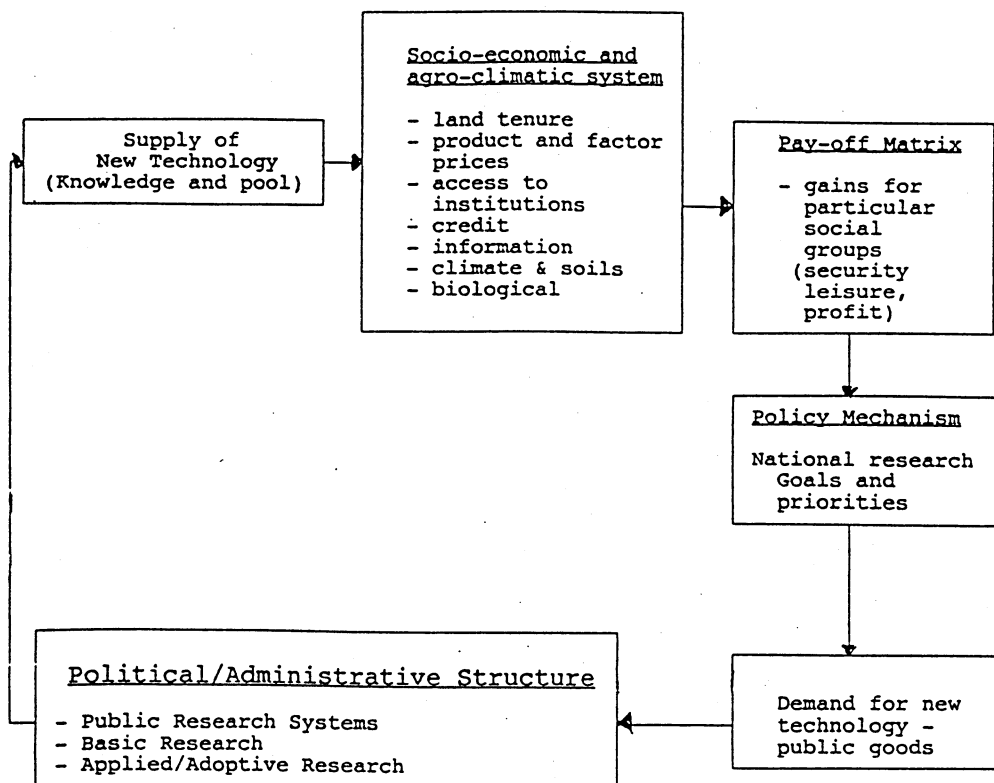 Supply of
New Technology
(Knowledge and pool)
Socio-economic and
agro-climatic system
- land tenure
- product and factor
prices
- access to
institutions
- credit
- information
- climate & soils
- biological
Pay-off Matrix
- gains for
particular
social
groups
(security
leisure,
profit)
Policy Mechanism
National research
Goals and
priorities
Demand for new
technology -
public goods
Political/Administrative Structure
- Public Research Systems
- Basic Research
- Applied/Adoptive Research